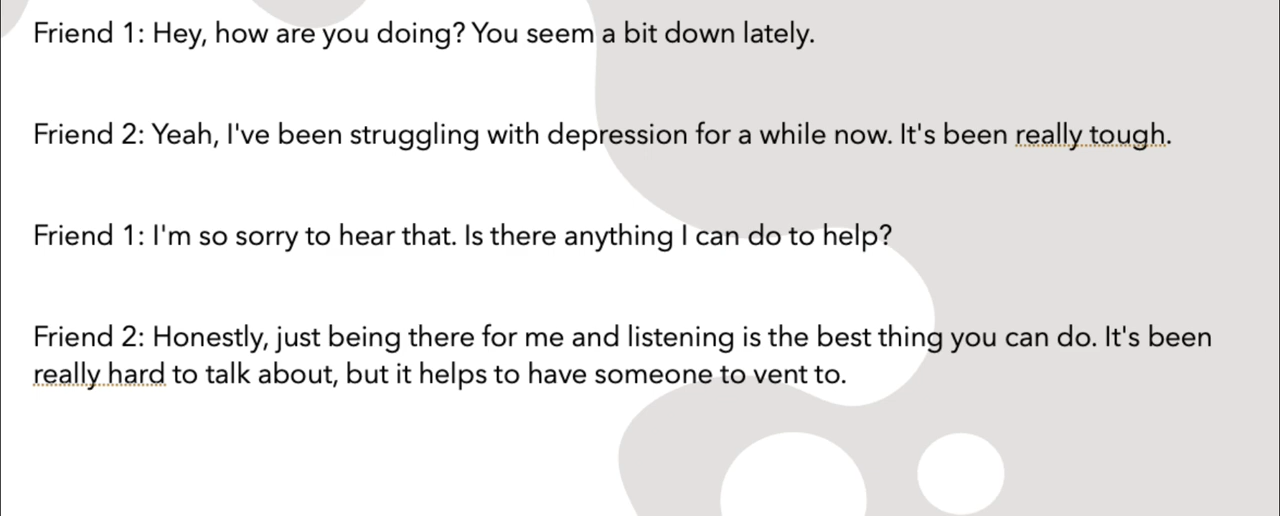 Friend 1: Hey, how are you doing? You seem a bit down lately.
Friend 2: Yeah, I've been struggling with depression for a while now. It's been really tough.
Friend 1: I'm so sorry to hear that. Is there anything I can do to help?
Friend 2: Honestly, just being there for me and listening is the best thing you can do. It's been
really hard to talk about, but it helps to have someone to vent to.